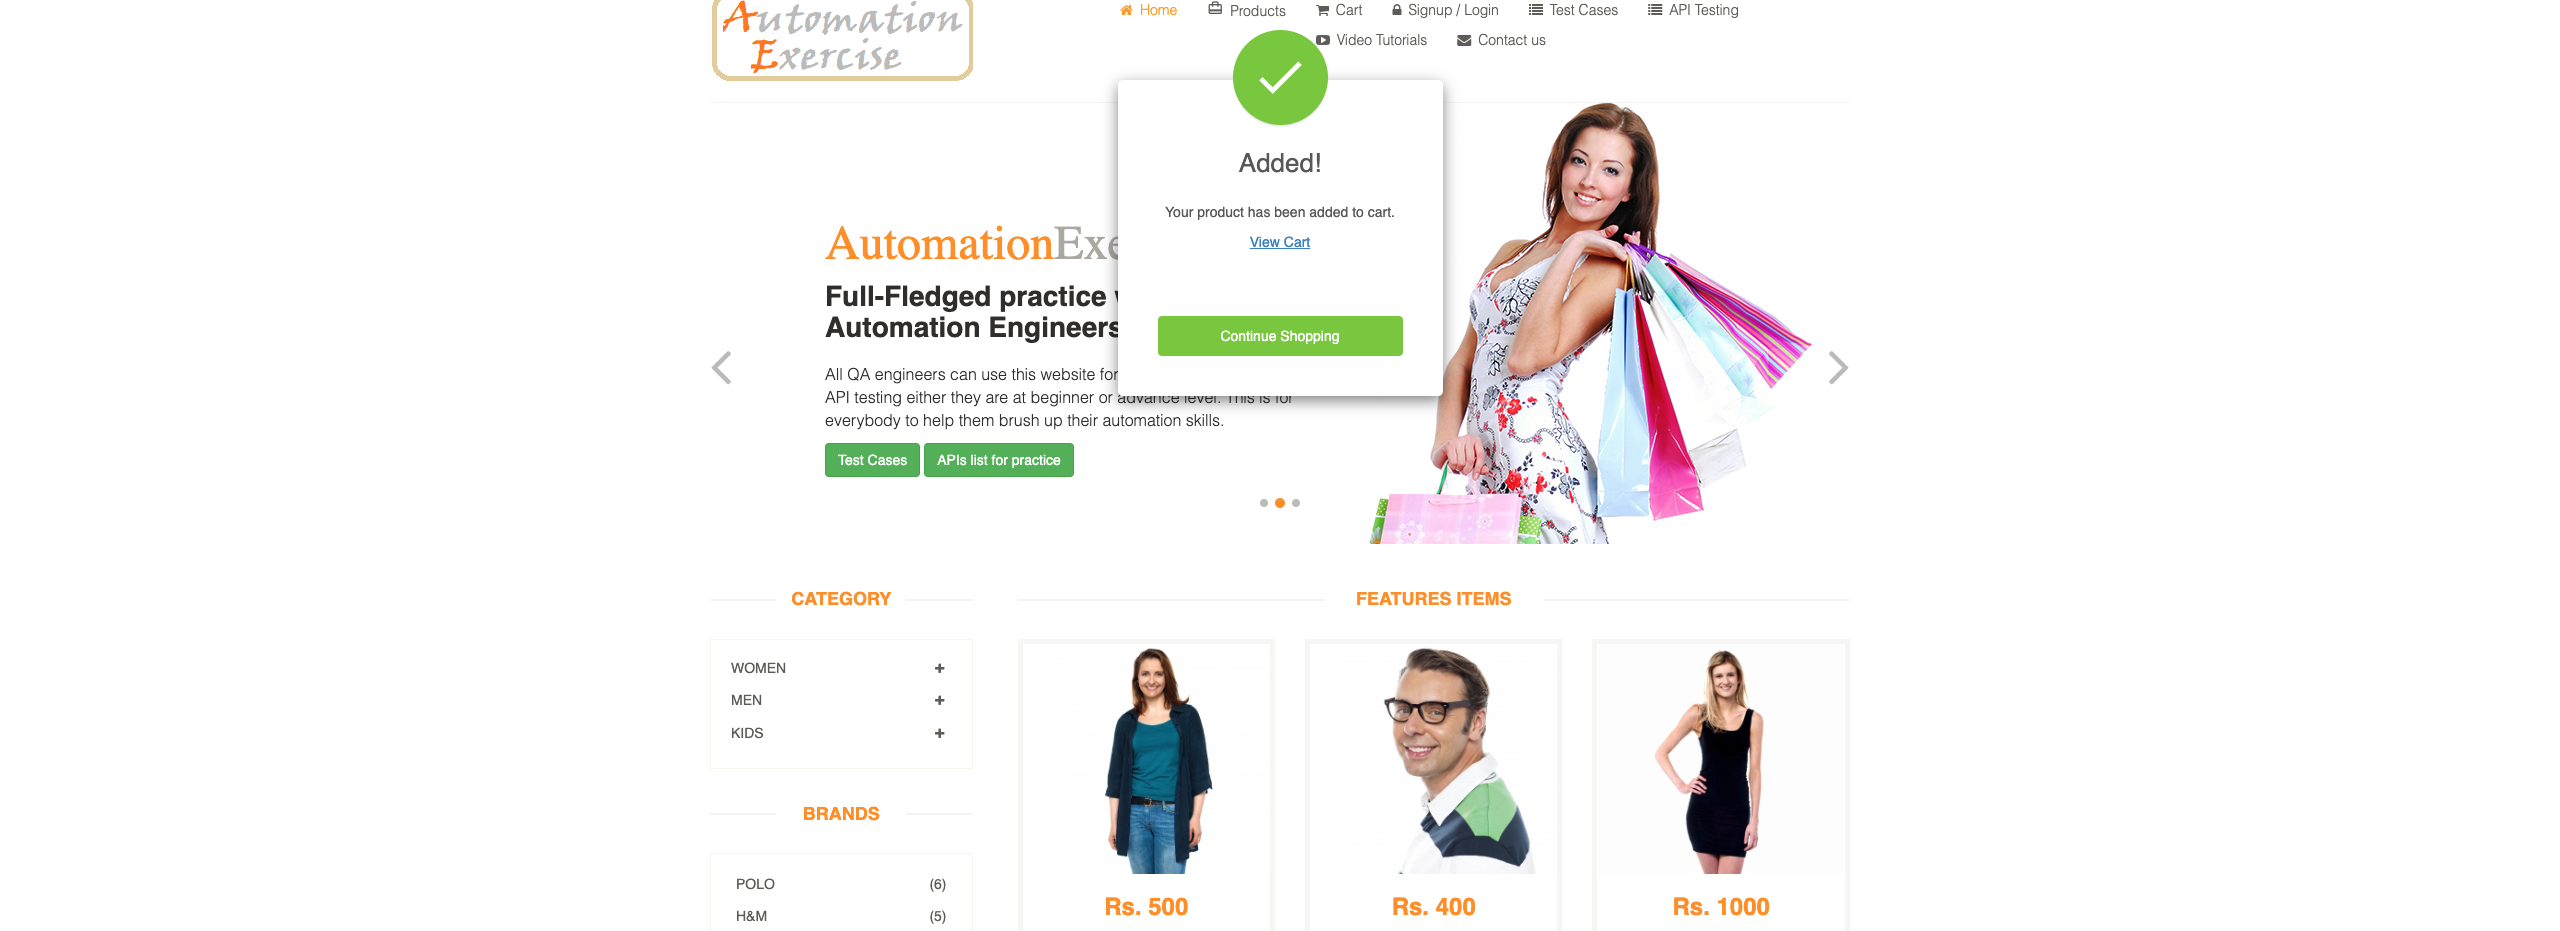 Automation
Exercise
Home
Products
Cart
Signup / Login
Test Cases
API Testing
Video Tutorials
Contact us
Added!
Your product has been added to cart.
View Cart
Continue Shopping
AutomationExe
Full-Fledged practice
Automation Engineers
All QA engineers can use this website for
API testing either they are at beginner or advance level. This is for
everybody to help them brush up their automation skills.
Test Cases
APIs list for practice
CATEGORY
WOMEN
MEN
KIDS
BRANDS
POLO (6)
H&M (5)
FEATURES ITEMS
Rs. 500
Rs. 400
Rs. 1000